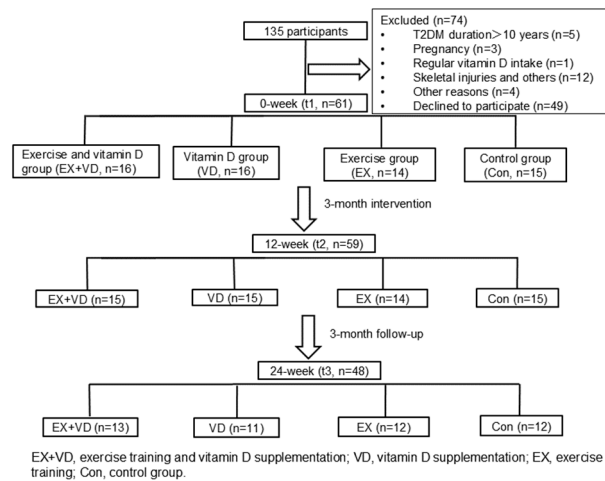 135 participants
Excluded (n=74)
• T2DM duration＞10 years (n=5)
• Pregnancy (n=3)
• Regular vitamin D intake (n=1)
• Skeletal injuries and others (n=12)
• Other reasons (n=4)
• Declined to participate (n=49)
0-week (t1, n=61)
Exercise and vitamin D
group (EX+VD, n=16)
Vitamin D group
(VD, n=16)
Exercise group
(EX, n=14)
Control group
(Con, n=15)
3-month intervention
12-week (t2, n=59)
EX+VD (n=15)
VD (n=15)
EX (n=14)
Con (n=15)
3-month follow-up
24-week (t3, n=48)
EX+VD (n=13)
VD (n=11)
EX (n=12)
Con (n=12)
EX+VD, exercise training and vitamin D supplementation; VD, vitamin D supplementation; EX, exercise
training; Con, control group.